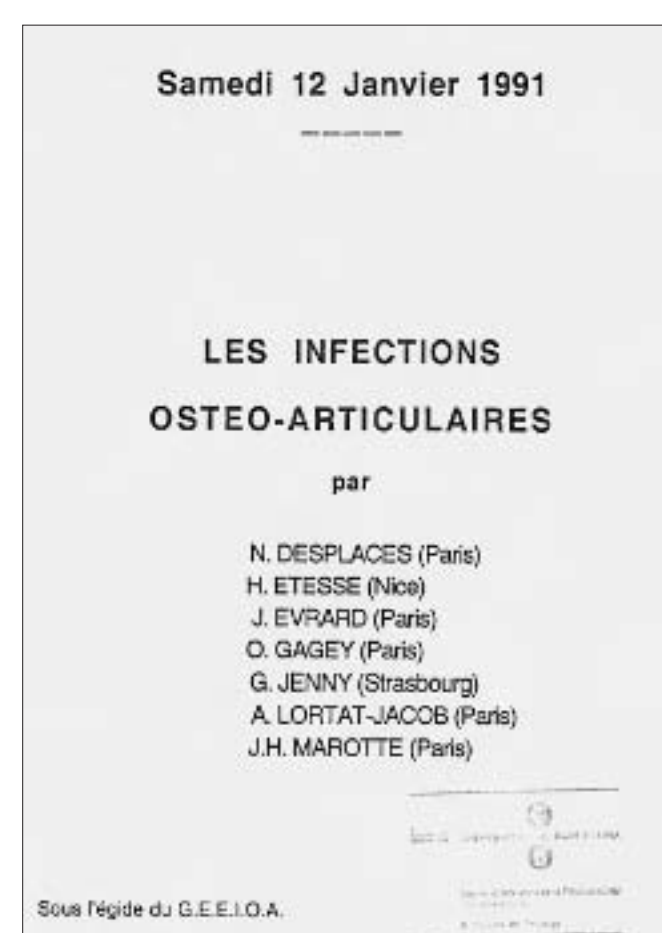 Samedi 12 Janvier 1991
LES INFECTIONS
OSTEO-ARTICULAIRES
par
N. DESPLACES (Paris)
H. ETESSE (Nice)
J. EVRARD (Paris)
O. GAGEY (Paris)
G. JENNY (Strasbourg)
A. LORTAT-JACOB (Paris)
J.H. MAROTTE (Paris)
Sous l'égide du G.E.E.I.O.A.